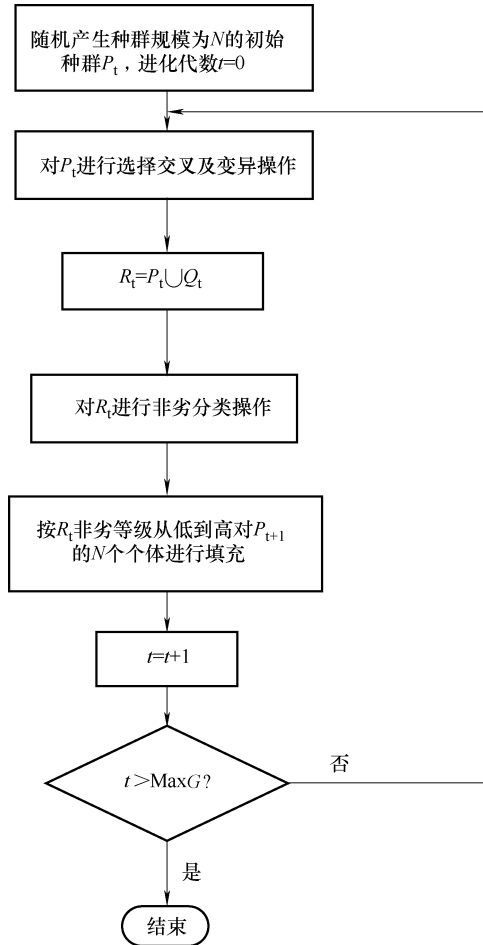 随机产生种群规模为N的初始
种群Pt，进化代数t=0
对Pt进行选择交叉及变异操作
Rt=Pt∪Qt
对Rt进行非劣分类操作
按Rt非劣等级从低到高对Pt+1
的N个个体进行填充
t=t+1
t＞MaxG?
否
是
结束